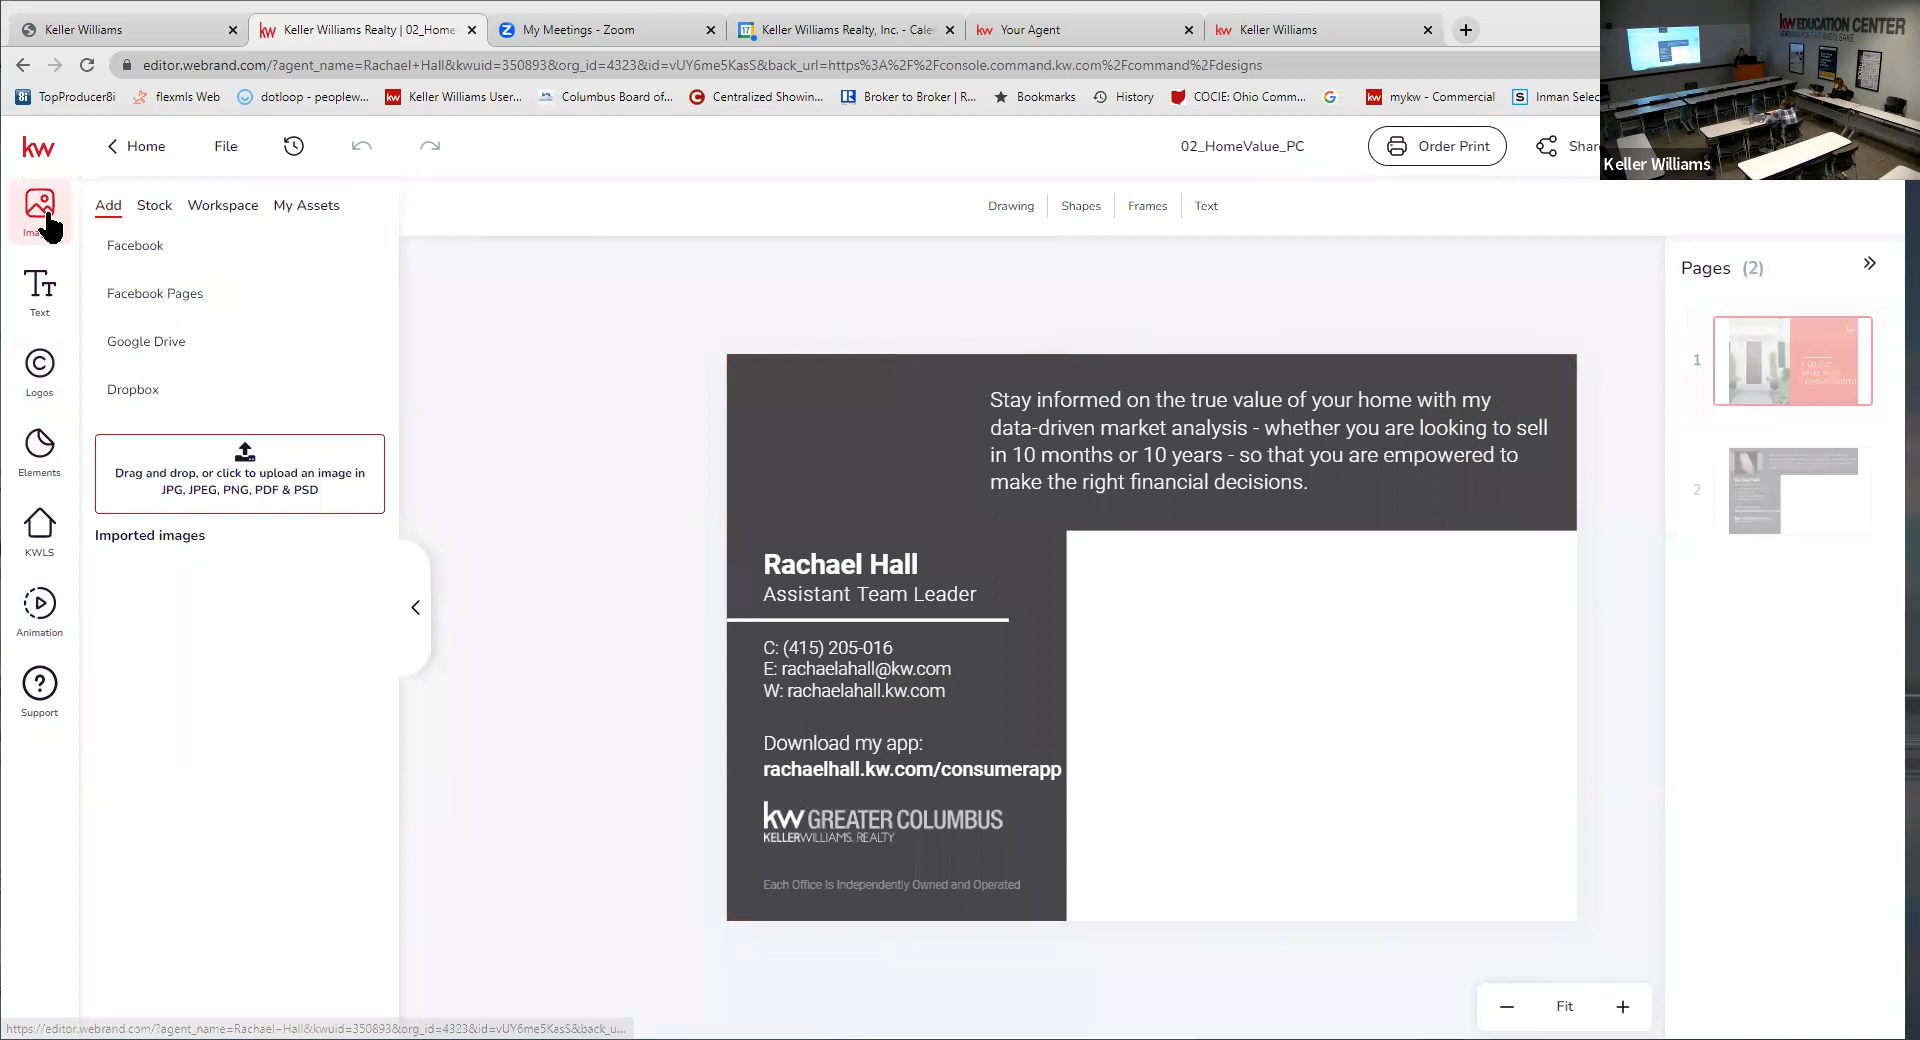 Keller Williams
Keller Williams Realty | 02_Home
My Meetings - Zoom
Keller Williams Realty, Inc. - Cale
Your Agent
Keller Williams
editor.webrand.com/?agent_name=Rachael+Hall&kwuid=350893&org_id=4323&id=vUY6me5KasS&back_url=https%3A%2F%2Fconsole.command.kw.com%2Fcommand%2Fdesigns
TopProducer8i
flexmls Web
dotloop - peoplew...
Keller Williams User...
Columbus Board of...
Centralized Showin...
Broker to Broker | R...
Bookmarks
History
COCIE: Ohio Comm...
mykw - Commercial
Inman Selec
kw EDUCATION CENTER
Keller Williams
kw
Home
File
02_HomeValue_PC
Order Print
Shar
Add
Stock
Workspace
My Assets
Drawing
Shapes
Frames
Text
Facebook
Facebook Pages
Google Drive
Dropbox
Drag and drop, or click to upload an image in
JPG, JPEG, PNG, PDF & PSD
Imported images
Text
Logos
Elements
KWLS
Animation
Support
Stay informed on the true value of your home with my
data-driven market analysis - whether you are looking to sell
in 10 months or 10 years - so that you are empowered to
make the right financial decisions.
Rachael Hall
Assistant Team Leader
C: (415) 205-016
E: rachaelahall@kw.com
W: rachaelahall.kw.com
Download my app:
rachaelhall.kw.com/consumerapp
kw GREATER COLUMBUS
KELLERWILLIAMS. REALTY
Each Office Is Independently Owned and Operated
Pages (2)
1
2
Fit
https://editor.webrand.com/?agent_name=Rachael+Hall&kwuid=350893&org_id=4323&id=vUY6me5KasS&back_u...